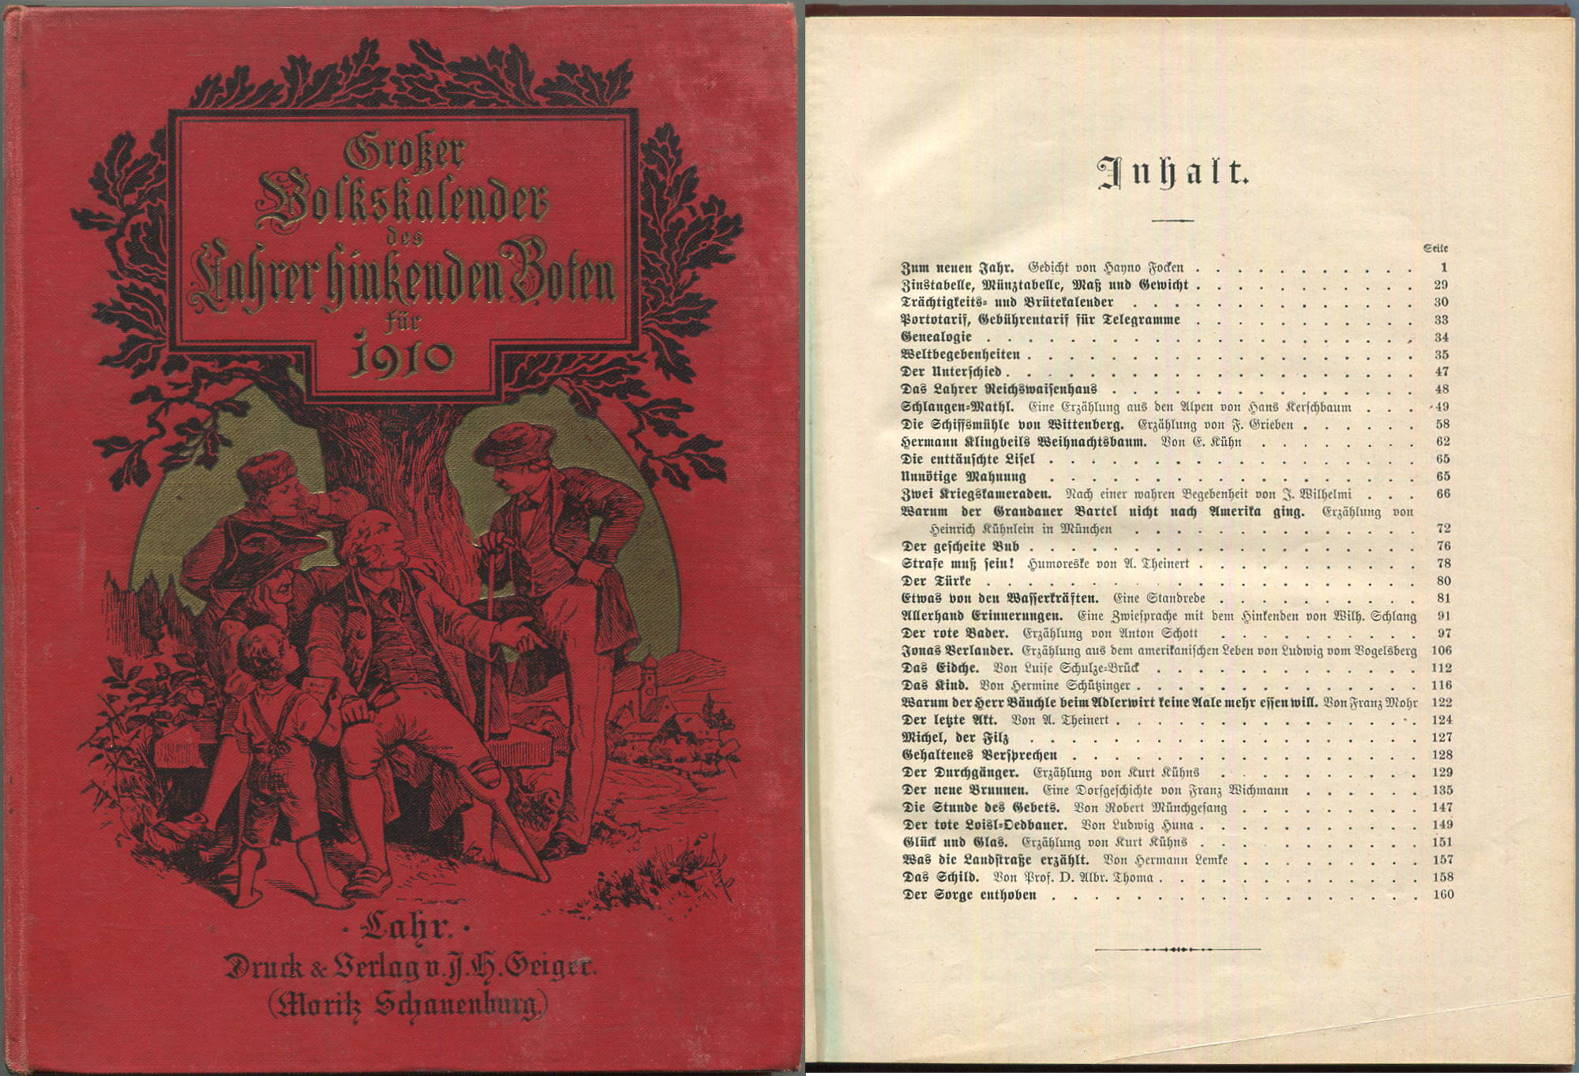 Großer
Volkskalender
des
Lahrer hinkenden Boten
für
1910
· Lahr. ·
Druck & Verlag v. J. H. Geiger.
(Moritz Schauenburg)
Inhalt.
Seite
Zum neuen Jahr. Gedicht von Hayno Focken . . . . . . . . . . . 1
Zinstabelle, Münztabelle, Maß und Gewicht . . . . . . . . . . . 29
Trächtigkeits- und Brütekalender . . . . . . . . . . . . . . 30
Portotarif, Gebührentarif für Telegramme . . . . . . . . . . . 33
Genealogie . . . . . . . . . . . . . . . . . . . . . 34
Weltbegebenheiten . . . . . . . . . . . . . . . . . . . 35
Der Unterschied . . . . . . . . . . . . . . . . . . . . 47
Das Lahrer Reichswaisenhaus . . . . . . . . . . . . . . . 48
Schlangen-Mathl. Eine Erzählung aus den Alpen von Hans Kerschbaum . . . 49
Die Schiffsmühle von Wittenberg. Erzählung von F. Grieben . . . . . . 58
Hermann Klingbeils Weihnachtsbaum. Von E. Kühn . . . . . . . . 62
Die enttäuschte Lisel . . . . . . . . . . . . . . . . . . 65
Unnötige Mahnung . . . . . . . . . . . . . . . . . . 65
Zwei Kriegskameraden. Nach einer wahren Begebenheit von J. Wilhelmi . . . 66
Warum der Grandauer Bartel nicht nach Amerika ging. Erzählung von
Heinrich Kühnlein in München . . . . . . . . . . . . . . 72
Der gescheite Bub . . . . . . . . . . . . . . . . . . . 76
Strafe muß sein! Humoreske von A. Theinert . . . . . . . . . . . 78
Der Türke . . . . . . . . . . . . . . . . . . . . . 80
Etwas von den Wasserkräften. Eine Standrede . . . . . . . . . . 81
Allerhand Erinnerungen. Eine Zwiesprache mit dem Hinkenden von Wilh. Schlang 91
Der rote Bader. Erzählung von Anton Schott . . . . . . . . . . 97
Jonas Verlander. Erzählung aus dem amerikanischen Leben von Ludwig vom Vogelsberg 106
Das Eidche. Von Luise Schulze-Brück . . . . . . . . . . . . . 112
Das Kind. Von Hermine Schützinger . . . . . . . . . . . . . . 116
Warum der Herr Bäuchle beim Adlerwirt keine Aale mehr essen will. Von Franz Mohr 122
Der letzte Akt. Von A. Theinert . . . . . . . . . . . . . . . 124
Michel, der Filz . . . . . . . . . . . . . . . . . . . 127
Gehaltenes Versprechen . . . . . . . . . . . . . . . . . 128
Der Durchgänger. Erzählung von Kurt Kühns . . . . . . . . . . 129
Der neue Brunnen. Eine Dorfgeschichte von Franz Wichmann . . . . . . 135
Die Stunde des Gebets. Von Robert Münchgesang . . . . . . . . . 147
Der tote Loisl-Oedbauer. Von Ludwig Huna . . . . . . . . . . . 149
Glück und Glas. Erzählung von Kurt Kühns . . . . . . . . . . . 151
Was die Landstraße erzählt. Von Hermann Lemke . . . . . . . . . 157
Das Schild. Von Prof. D. Albr. Thoma . . . . . . . . . . . . . 158
Der Sorge enthoben . . . . . . . . . . . . . . . . . . 160